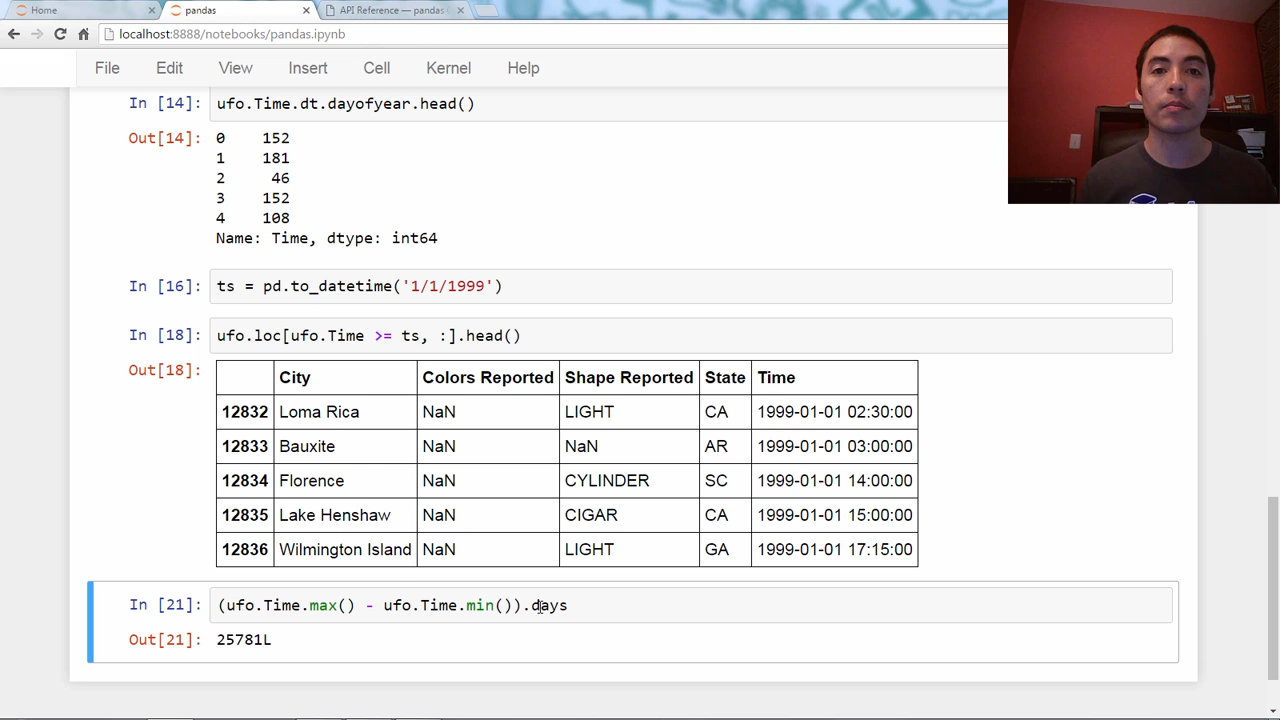 Home
pandas
API Reference — pandas
localhost:8888/notebooks/pandas.ipynb
File Edit View Insert Cell Kernel Help
In [14]: ufo.Time.dt.dayofyear.head()
Out[14]: 0 152
1 181
2 46
3 152
4 108
Name: Time, dtype: int64
In [16]: ts = pd.to_datetime('1/1/1999')
In [18]: ufo.loc[ufo.Time >= ts, :].head()
Out[18]:
City Colors Reported Shape Reported State Time
12832 Loma Rica NaN LIGHT CA 1999-01-01 02:30:00
12833 Bauxite NaN NaN AR 1999-01-01 03:00:00
12834 Florence NaN CYLINDER SC 1999-01-01 14:00:00
12835 Lake Henshaw NaN CIGAR CA 1999-01-01 15:00:00
12836 Wilmington Island NaN LIGHT GA 1999-01-01 17:15:00
In [21]: (ufo.Time.max() - ufo.Time.min()).days
Out[21]: 25781L